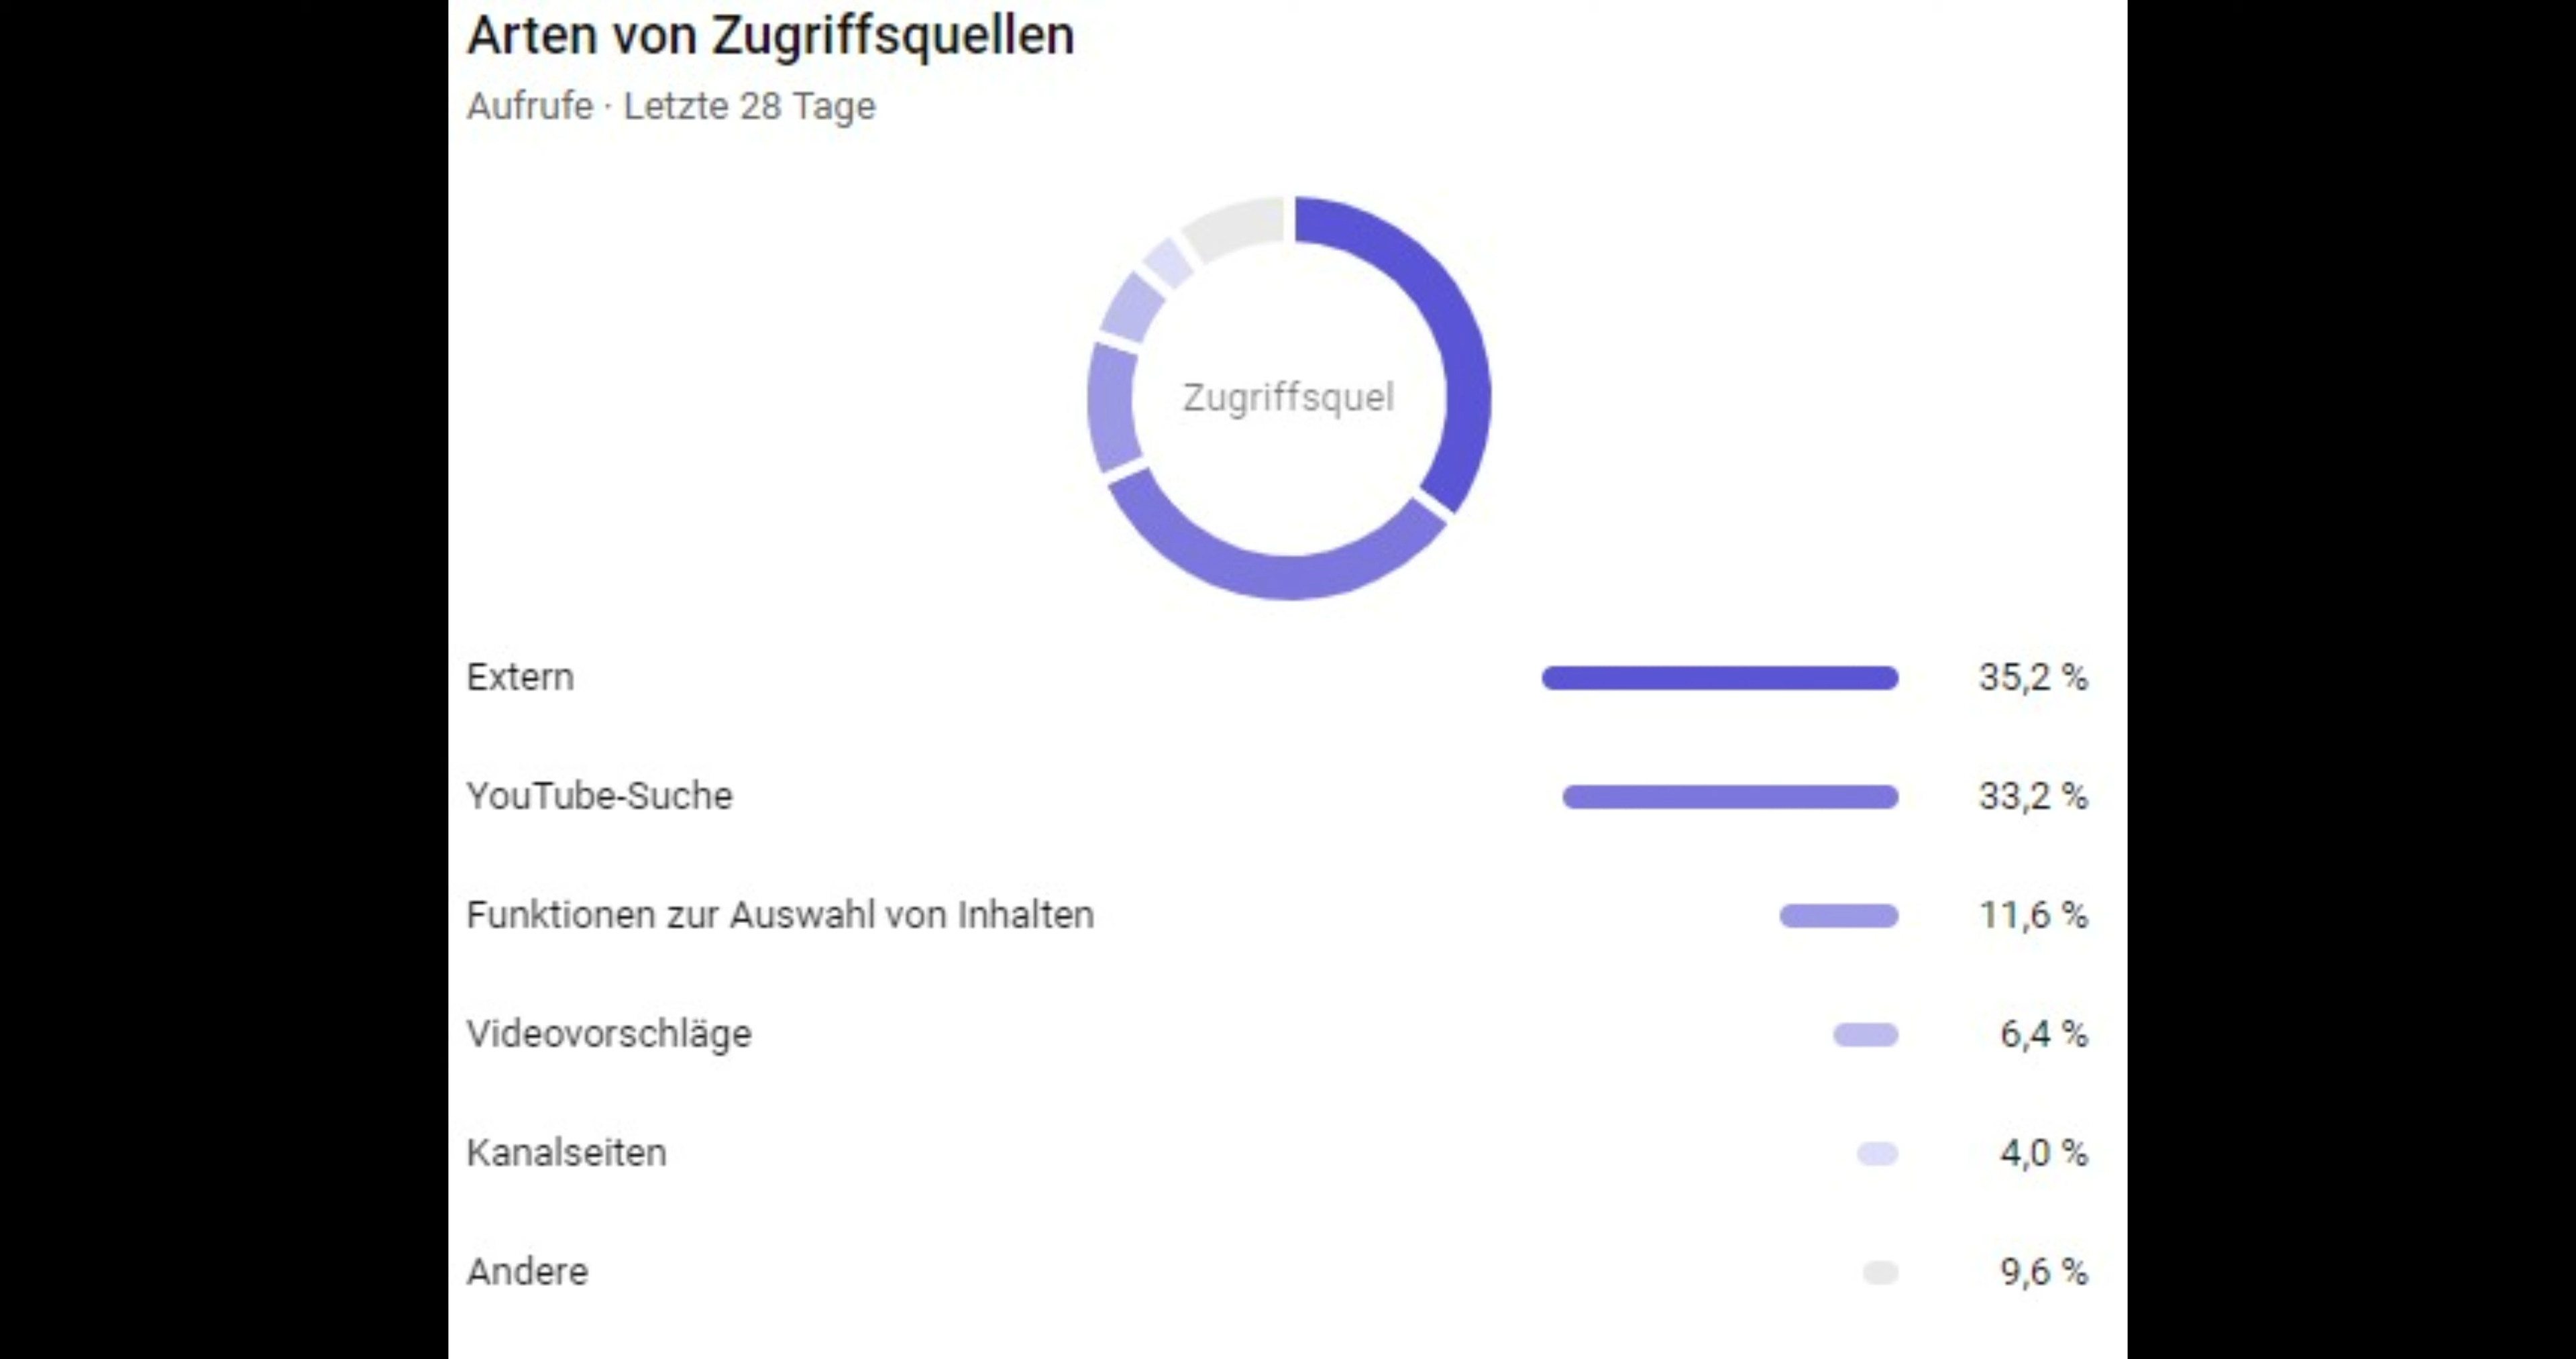 Arten von Zugriffsquellen
Aufrufe · Letzte 28 Tage
Zugriffsquel
Extern 35,2 %
YouTube-Suche 33,2 %
Funktionen zur Auswahl von Inhalten 11,6 %
Videovorschläge 6,4 %
Kanalseiten 4,0 %
Andere 9,6 %